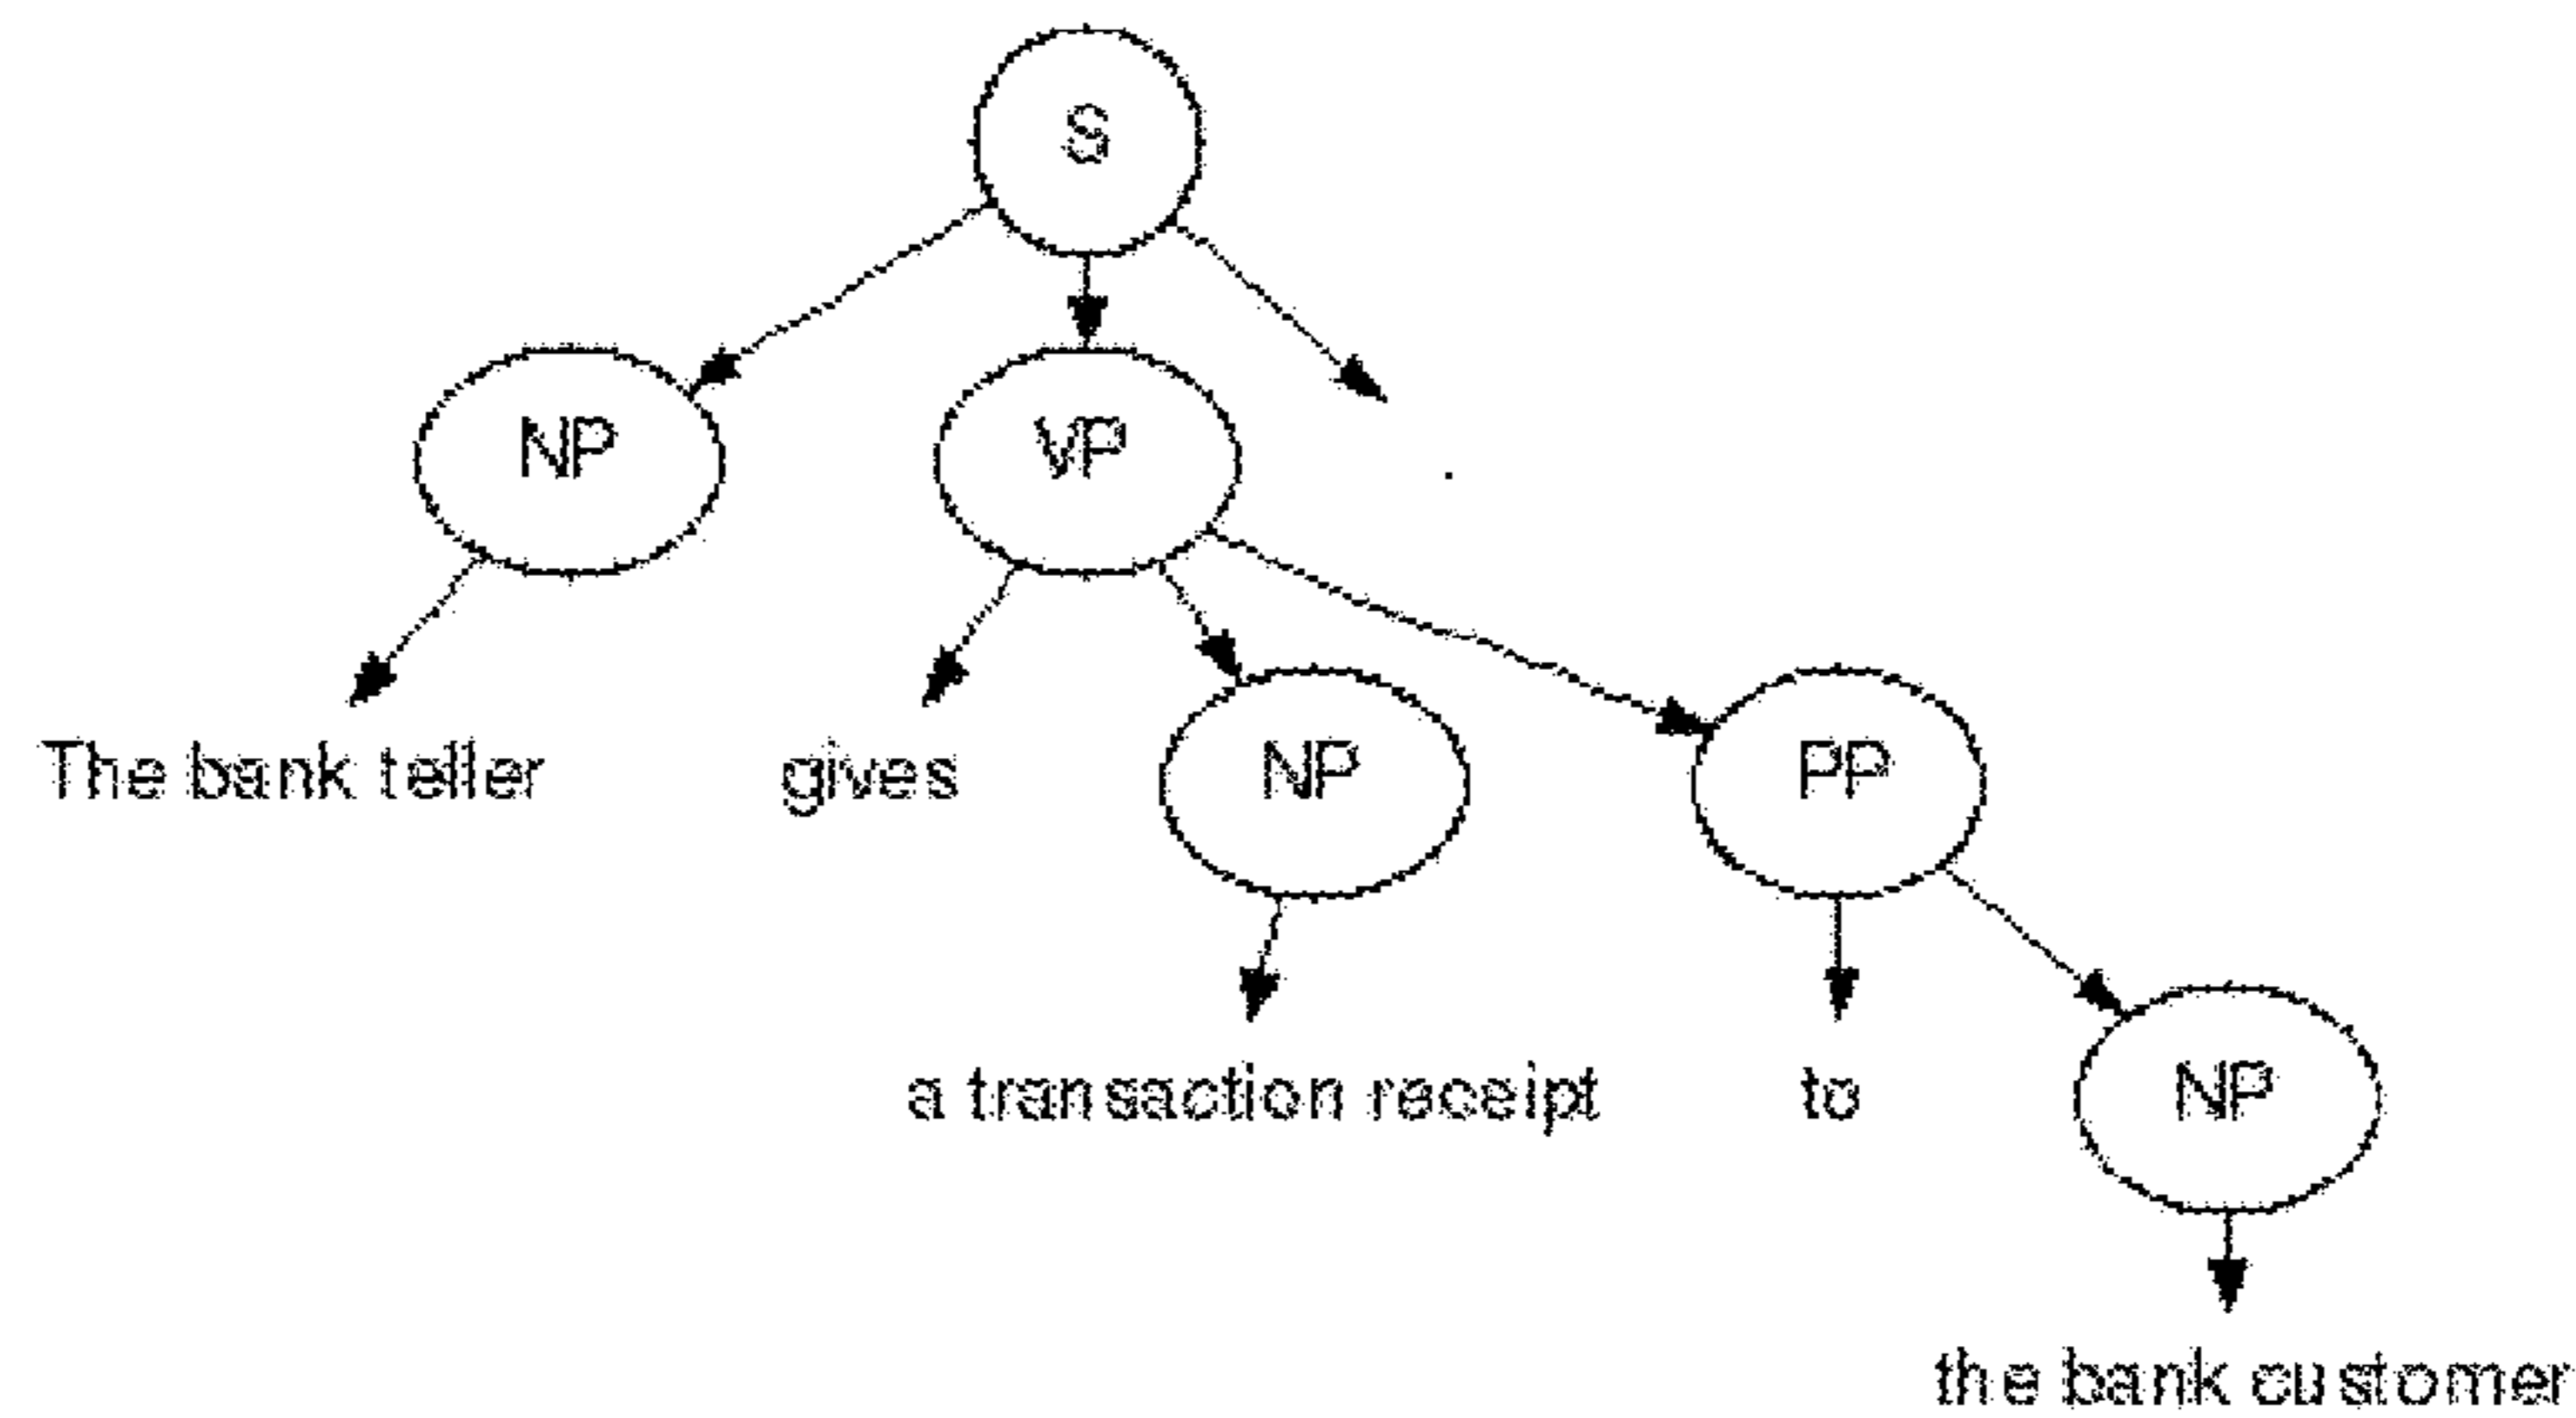 S
NP VP .
The bank teller gives NP PP
a transaction receipt to NP
the bank customer